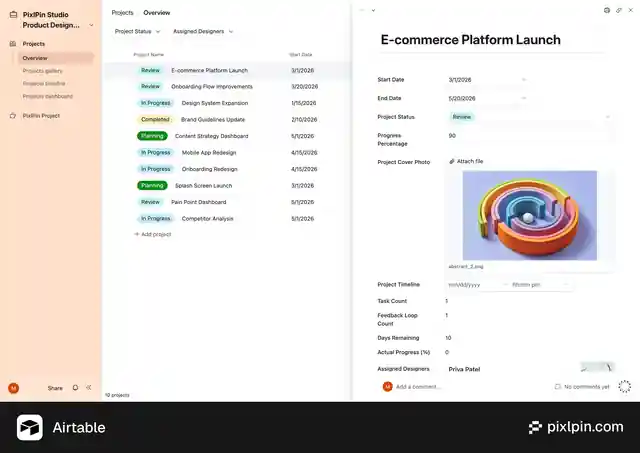 PixlPin Studio
Product Design...
Projects
Overview
Projects gallery
Projects timeline
Projects dashboard
PixlPin Project
M
Share
Projects Overview
Project Status Assigned Designers
Project Name Start Date
Review E-commerce Platform Launch 3/1/2026
Review Onboarding Flow Improvements 3/20/2026
In Progress Design System Expansion 1/15/2026
Completed Brand Guidelines Update 2/10/2026
Planning Content Strategy Dashboard 5/1/2026
In Progress Mobile App Redesign 4/15/2026
In Progress Onboarding Redesign 4/15/2026
Planning Splash Screen Launch 3/1/2026
Review Pain Point Dashboard 5/1/2026
In Progress Competitor Analysis 5/1/2026
+ Add project
10 projects
E-commerce Platform Launch
Start Date 3/1/2026
End Date 5/20/2026
Project Status Review
Progress Percentage 90
Project Cover Photo Attach file
abstract_2.png
Project Timeline mm/dd/yyyy
Task Count 1
Feedback Loop Count 1
Days Remaining 10
Actual Progress (%) 0
Assigned Designers Priya Patel
M Add a comment... No comments yet
Airtable pixlpin.com